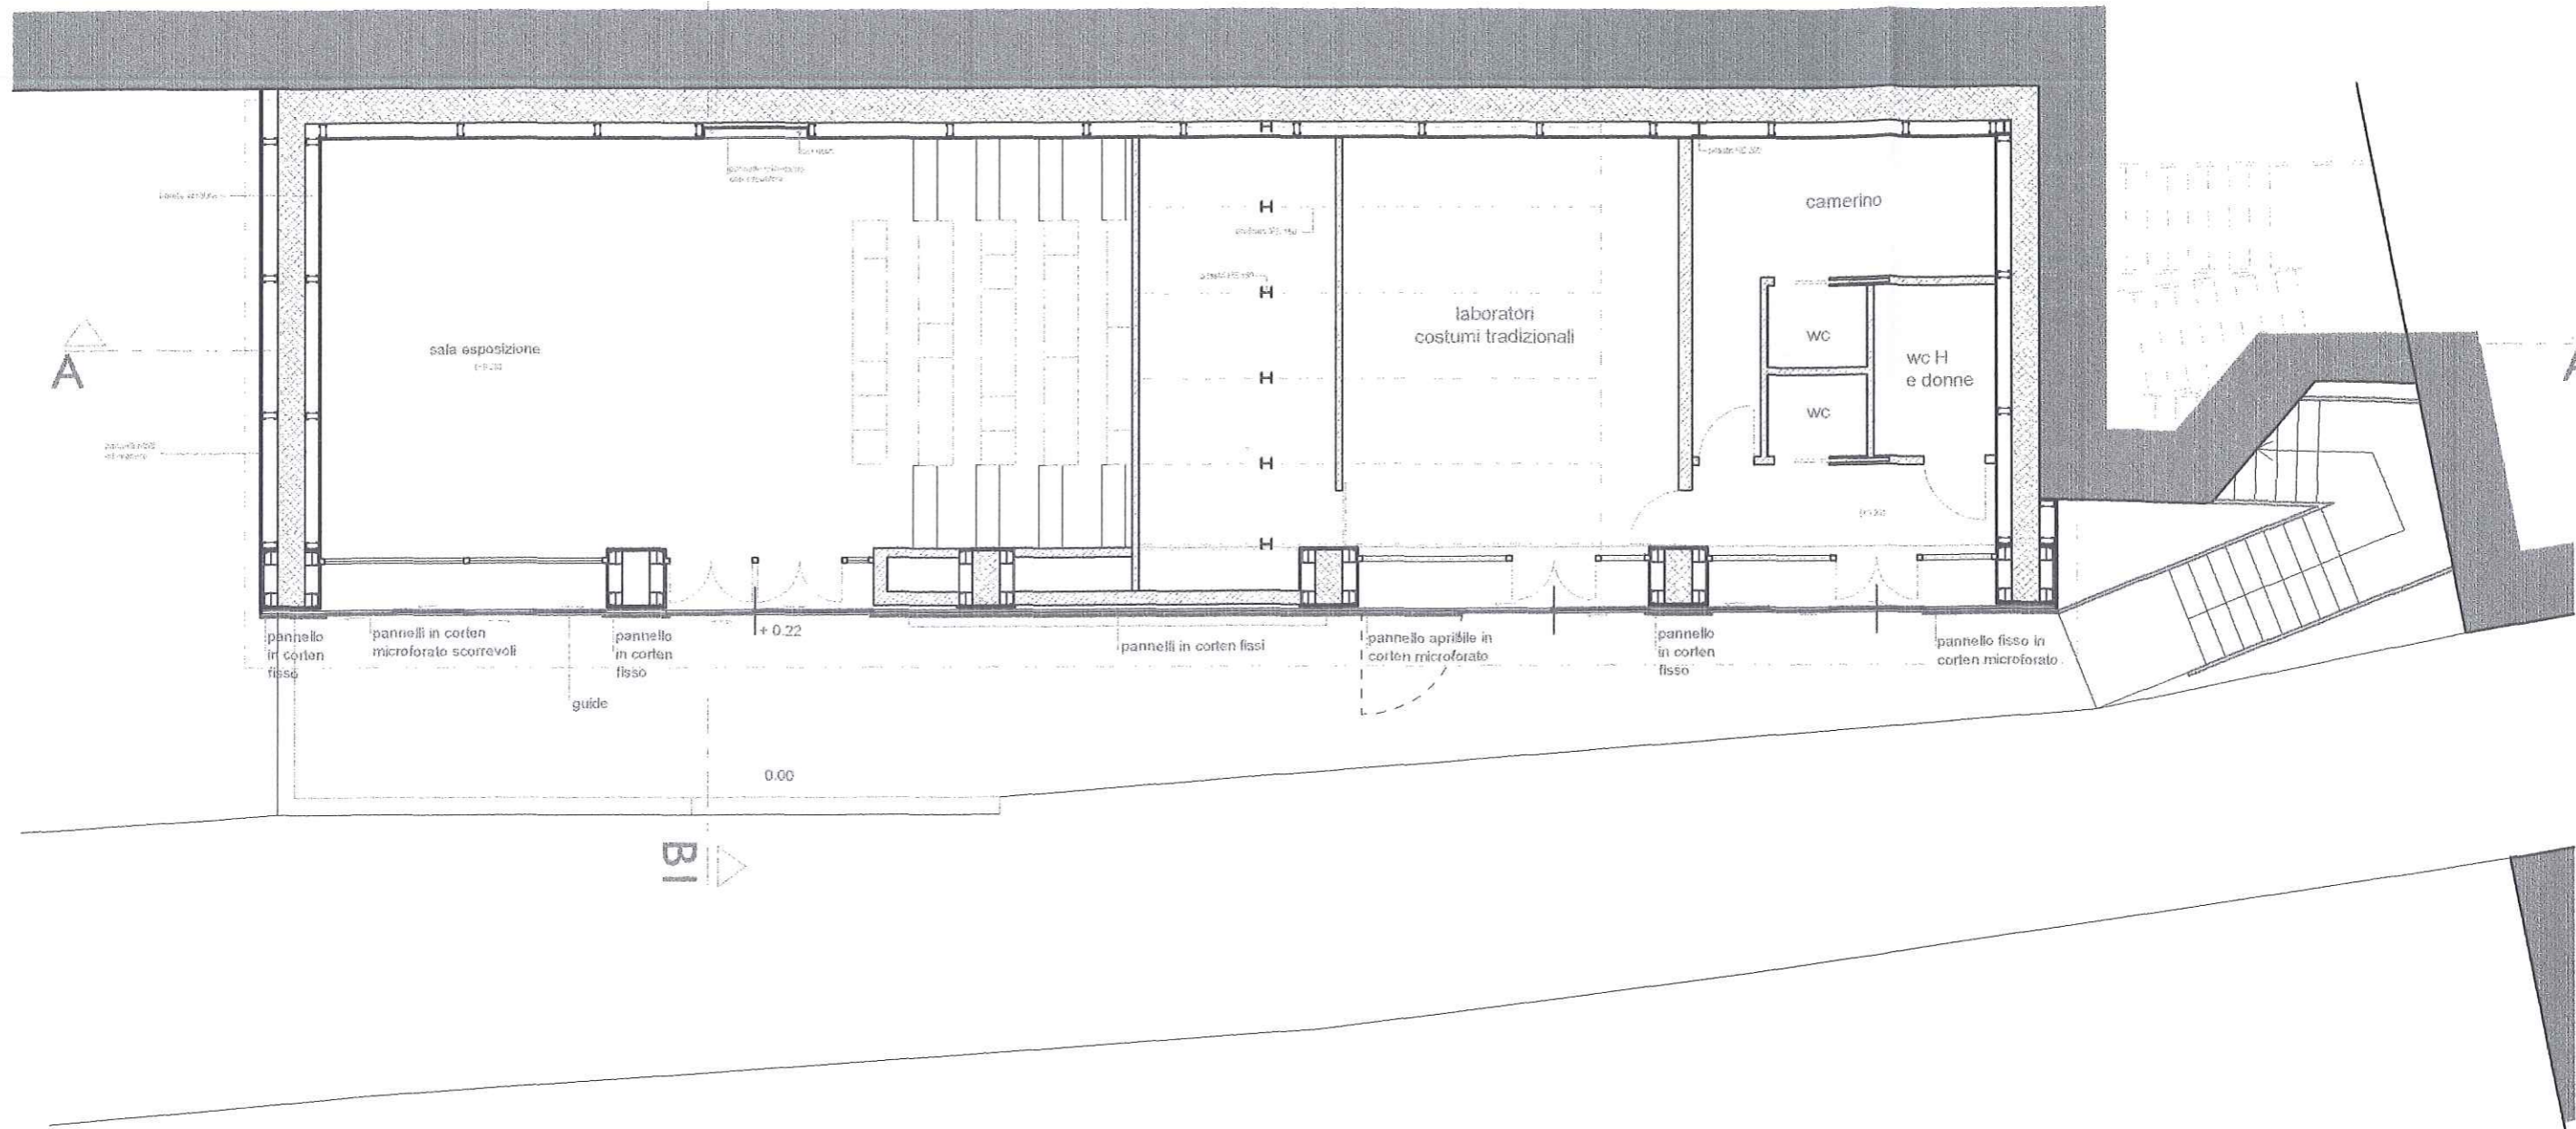 camerino
laboratori
costumi tradizionali
wc
wc H
e donne
sala esposizione
A
wc
+ 0.22
pannello
in corten
fisso
pannelli in corten
microforato scorrevoli
pannello
in corten
fisso
pannelli in corten fissi
pannello apribile in
corten microforato
pannello
in corten
fisso
pannello fisso in
corten microforato
guide
0.00
B